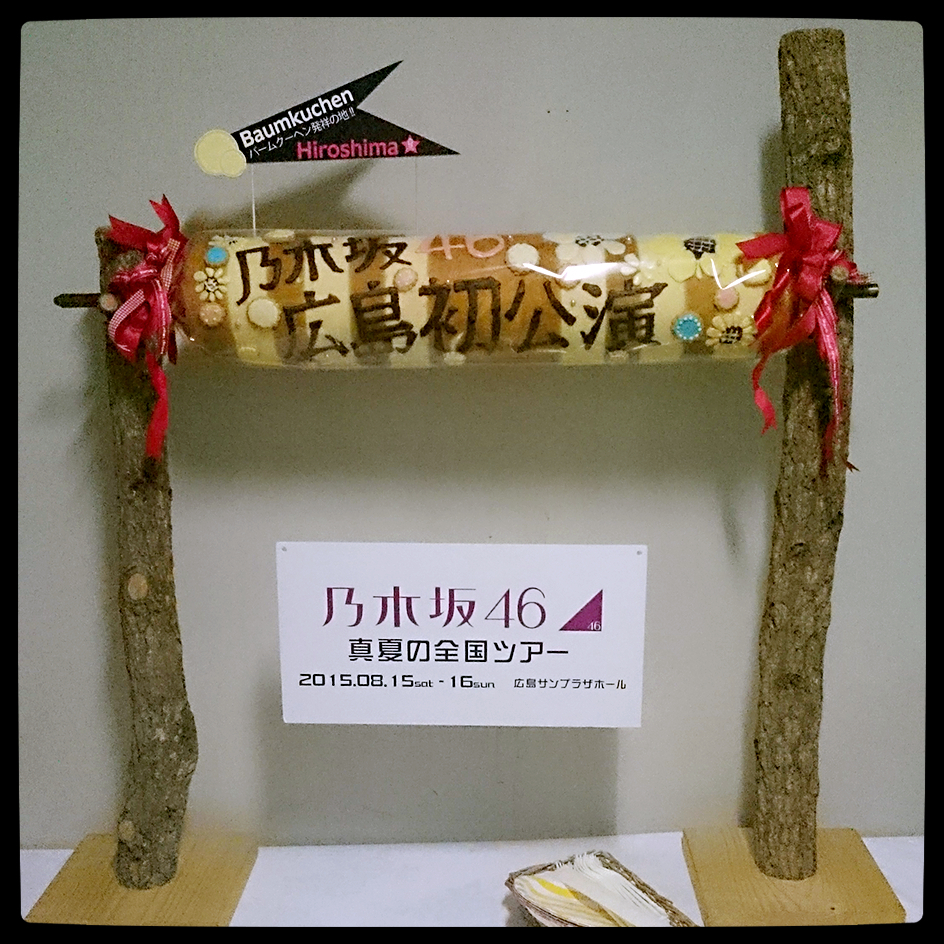 Baumkuchen
バームクーヘン発祥の地!!
Hiroshima
乃木坂46
広島初公演
乃木坂46
46
真夏の全国ツアー
2015.08.15sat - 16sun 広島サンプラザホール